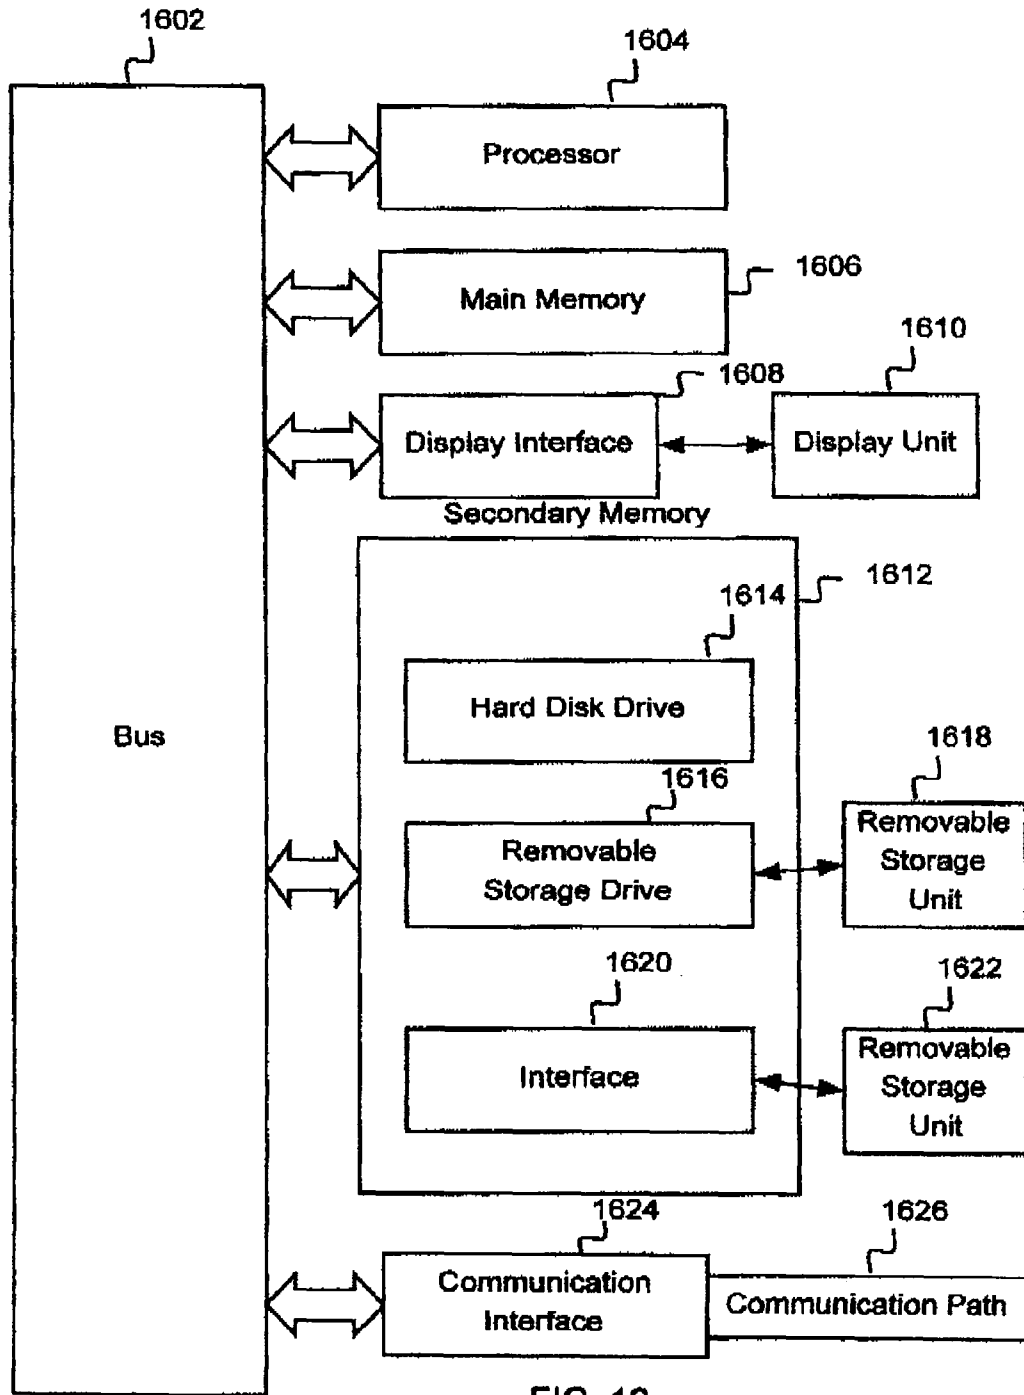 1602
1604
Processor
1606
Main Memory
1608
1610
Display Interface
Display Unit
Secondary Memory
1612
1614
Hard Disk Drive
Bus
1616
1618
Removable
Storage Drive
Removable
Storage
Unit
1620
1622
Interface
Removable
Storage
Unit
1624
1626
Communication
Interface
Communication Path